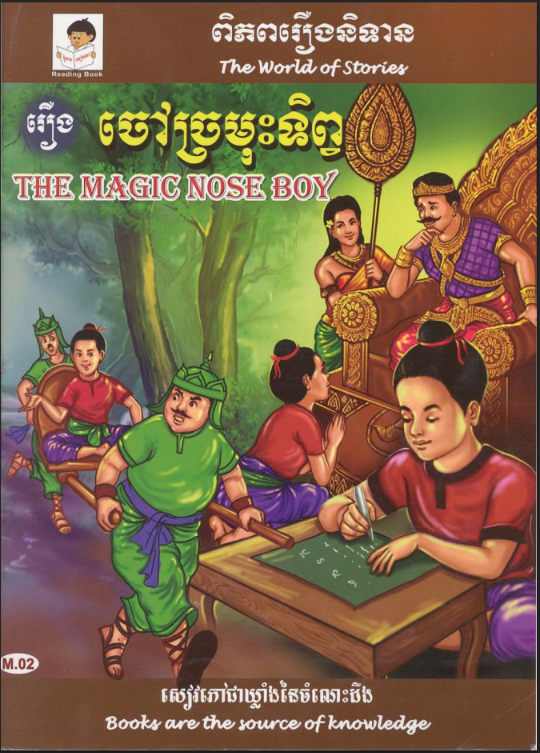 ពិភពរឿងនិទាន
The World of Stories
Reading Book
រឿង
ចៅច្រមុះទិព្វ
THE MAGIC NOSE BOY
M.02
សៀវភៅជាឃ្លាំងនៃចំណេះដឹង
Books are the source of knowledge